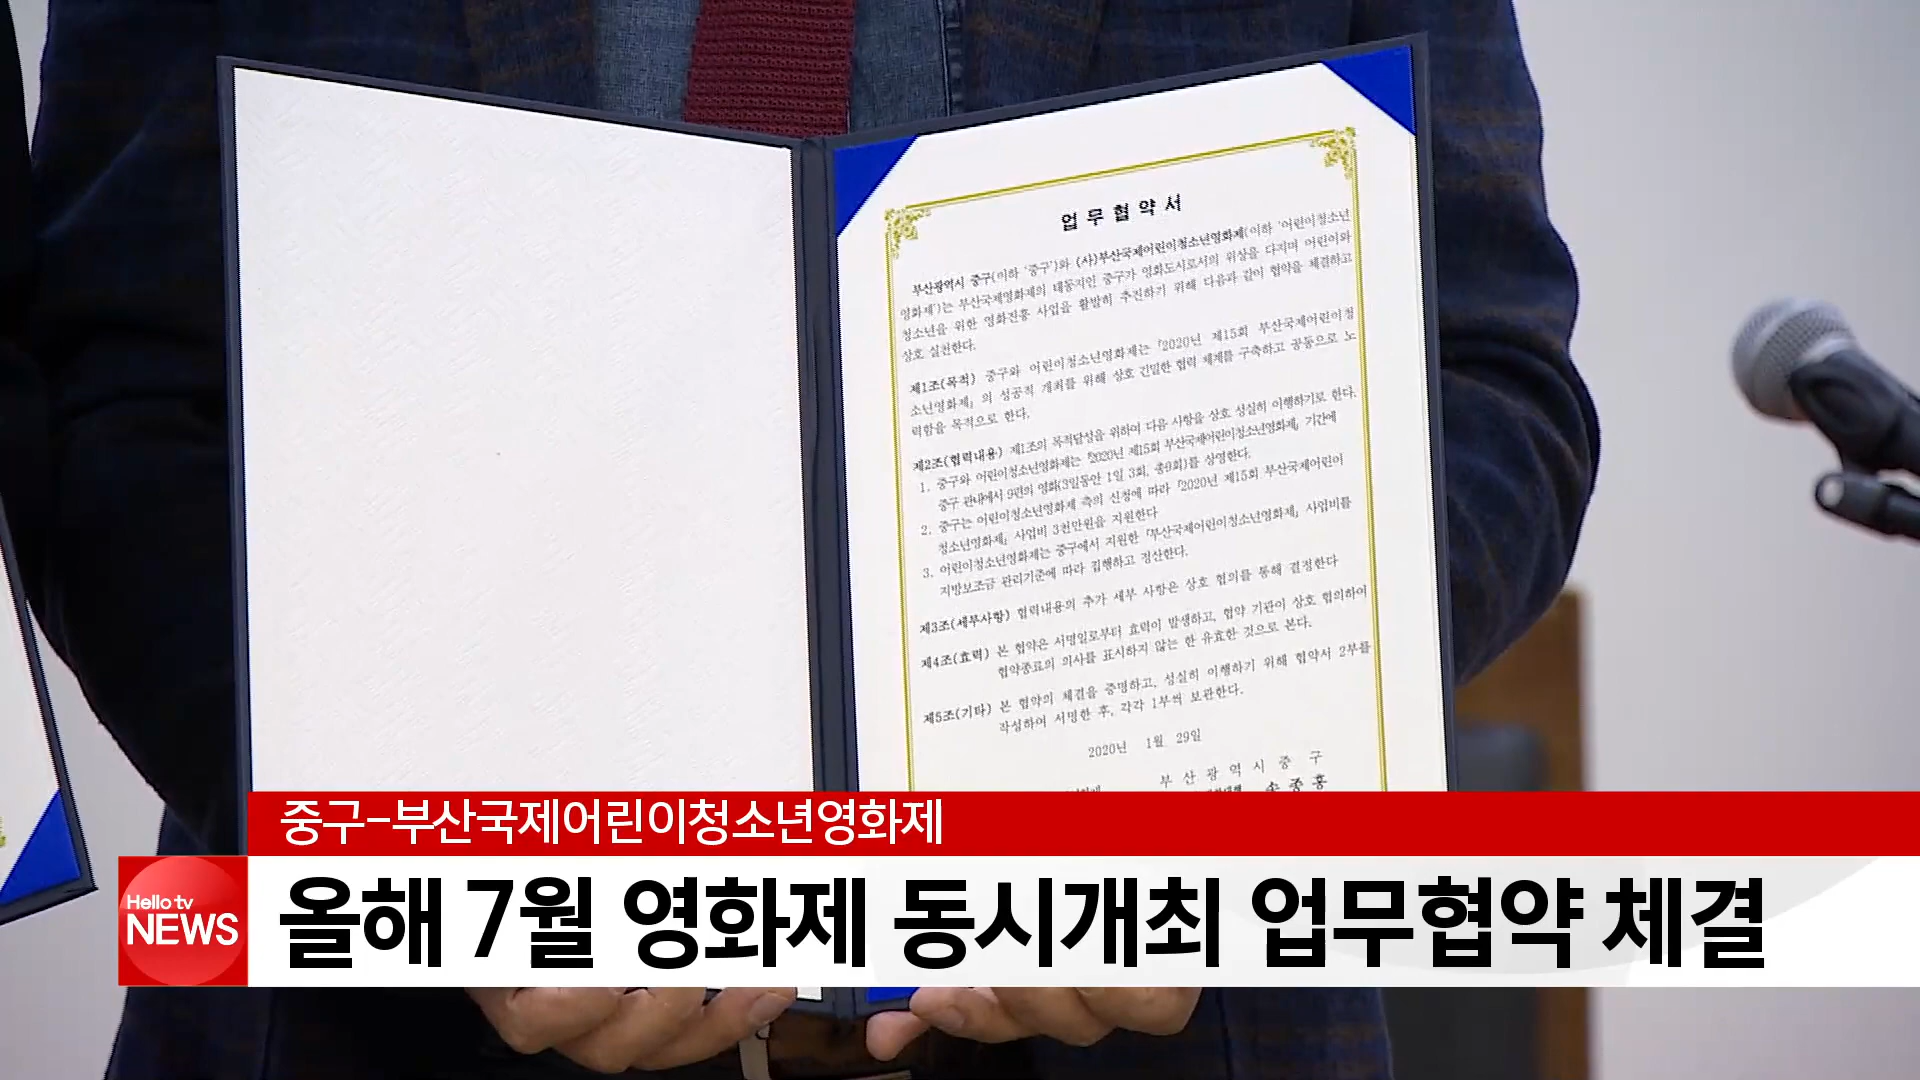 업무협약서
부산광역시 중구(이하 '중구')와 (사)부산국제어린이청소년영화제(이하 '어린이청소년
영화제')는 부산국제영화제의 태동지인 중구가 영화도시로서의 위상을 다지며 어린이와
청소년을 위한 영화진흥 사업을 활발히 추진하기 위해 다음과 같이 협약을 체결하고
상호 실천한다.
제1조(목적) 중구와 어린이청소년영화제는 「2020년 제15회 부산국제어린이청
소년영화제」의 성공적 개최를 위해 상호 긴밀한 협력 체계를 구축하고 공동으로 노
력함을 목적으로 한다.
제2조(협력내용) 제1조의 목적달성을 위하여 다음 사항을 상호 성실히 이행하기로 한다.
1. 중구와 어린이청소년영화제는 「2020년 제15회 부산국제어린이청소년영화제」 기간에
중구 관내에서 9편의 영화(3일동안 1일 3회, 총9회)를 상영한다.
2. 중구는 어린이청소년영화제 측의 신청에 따라 「2020년 제15회 부산국제어린이
청소년영화제」 사업비 3천만원을 지원한다
3. 어린이청소년영화제는 중구에서 지원한 「부산국제어린이청소년영화제」 사업비를
지방보조금 관리기준에 따라 집행하고 정산한다.
제3조(세부사항) 협력내용의 추가 세부 사항은 상호 협의를 통해 결정한다
제4조(효력) 본 협약은 서명일로부터 효력이 발생하고, 협약 기관이 상호 협의하여
협약종료의 의사를 표시하지 않는 한 유효한 것으로 본다.
제5조(기타) 본 협약의 체결을 증명하고, 성실히 이행하기 위해 협약서 2부를
작성하여 서명한 후, 각각 1부씩 보관한다.
2020년 1월 29일
부산광역시중구
중구-부산국제어린이청소년영화제
Hello tv
NEWS
올해 7월 영화제 동시개최 업무협약 체결